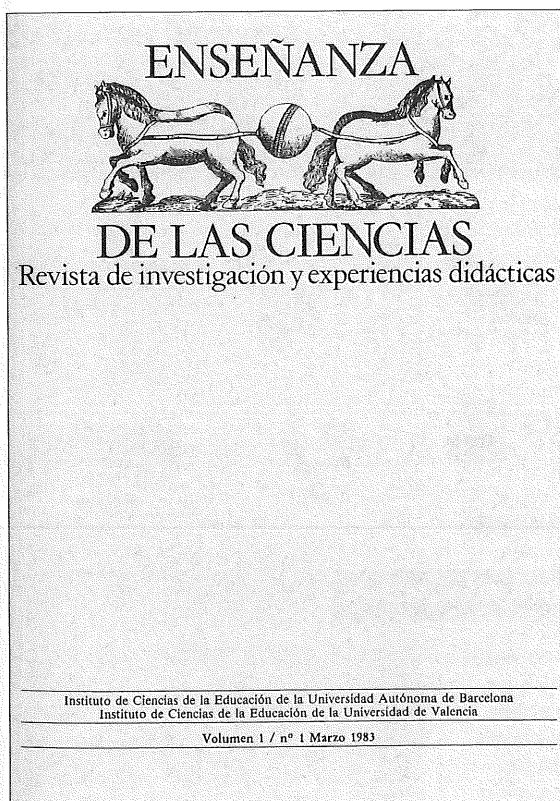 ENSEÑANZA
DE LAS CIENCIAS
Revista de investigación y experiencias didácticas
Instituto de Ciencias de la Educación de la Universidad Autónoma de Barcelona
Instituto de Ciencias de la Educación de la Universidad de Valencia
Volumen 1 / nº 1 Marzo 1983